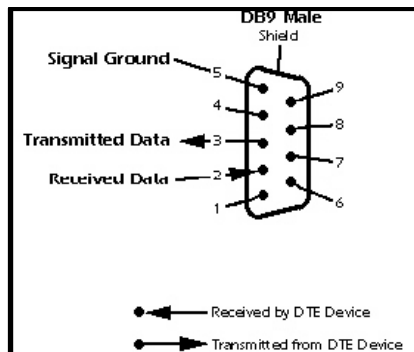 DB9 Male
Shield
Signal Ground
5
9
4
8
Transmitted Data
3
7
Received Data
2
1
6
Received by DTE Device
Transmitted from DTE Device